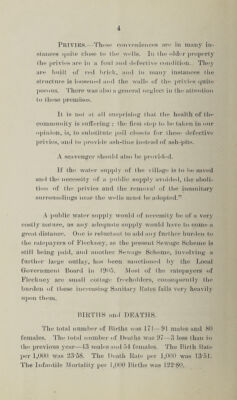 4
PRIVIES.—These conveniences are in many in-
stances quite close to the wells. In the older property
the privies are in a foul and defective condition. They
are built of red brick, and in many instances the
structure is loosened and the walls of the privies quite
porous. There was also a general neglect in the attention
to these premises.
It is not at all surprising that the health of the
community is suffering; the first step to be taken in our
opinion, is, to substitute pail closets for these defective
privies, and to provide ash-tins instead of ash-pits.
A scavenger should also be provided.
If the water supply of the village is to be saved
and the necessity of a public supply avoided, the aboli-
tion of the privies and the removal of the insanitary
surroundings near the wells must be adopted."
A public water supply would of necessity be of a very
costly nature, as any adequate supply would have to come a
great distance. One is reluctant to add any further burden to
the ratepayers of Fleckney, as the present Sewage Scheme is
still being paid, and another Sewage Scheme, involving a
further large outlay, has been sanctioned by the Local
Government Board in 1905. Most of the ratepayers of
Fleckney are small cottage freeholders, consequently the
burden of these increasing Sanitary Rates falls very heavily
upon them.
BIRTHS and DEATHS.
The total number of Births was 171—91 males and 80
females. The total number of Deaths was 97—3 less than in
the previous year—43 males and 54 females. The Birth Rate
per 1,000 was 23·58. The Death Rate per 1,000 was 13·51.
The Infantile Mortality per 1,000 Births was 122·80.